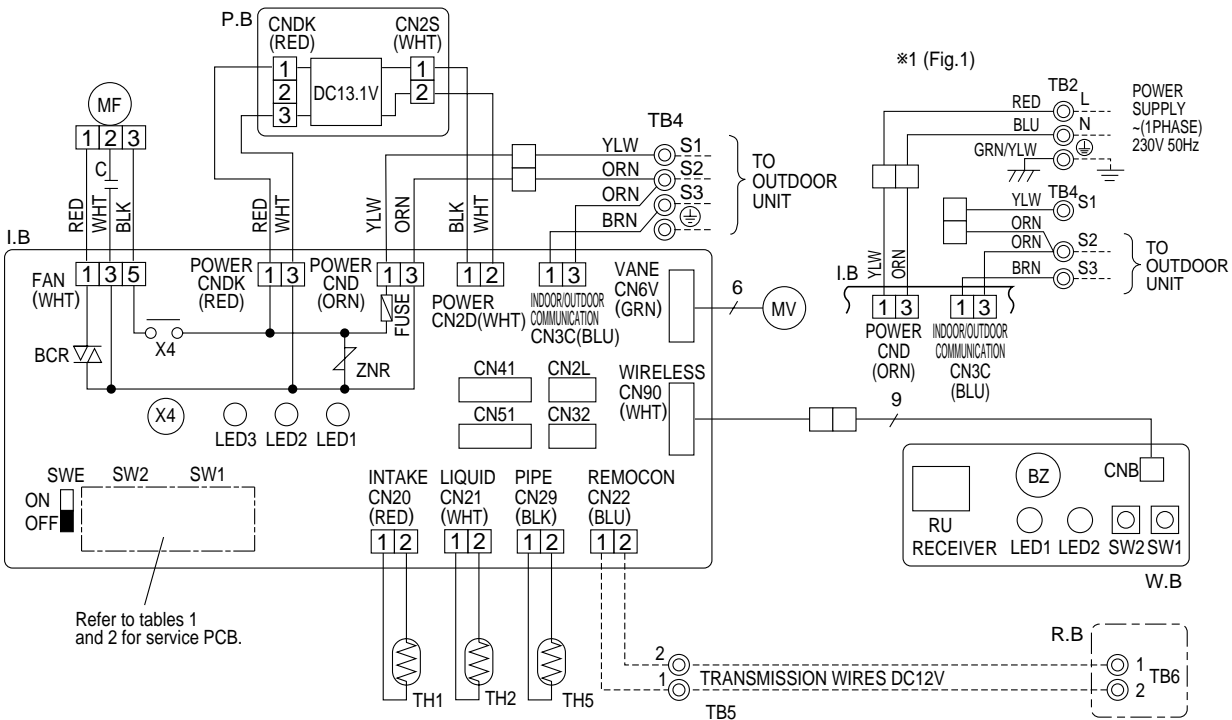 P.B
CNDK
(RED)
CN2S
(WHT)
1
2
3
DC13.1V
1
2
MF
1 2 3
C
RED
WHT
BLK
RED
WHT
YLW
ORN
BLK
WHT
TB4
YLW
S1
ORN
S2
ORN
S3
BRN
TO
OUTDOOR
UNIT
※1 (Fig.1)
TB2
RED
L
BLU
N
GRN/YLW
POWER
SUPPLY
~(1PHASE)
230V 50Hz
TB4
YLW
S1
ORN
ORN
S2
BRN
S3
TO
OUTDOOR
UNIT
I.B
YLW
ORN
1 3
1 3
POWER
CND
(ORN)
INDOOR/OUTDOOR
COMMUNICATION
CN3C
(BLU)
I.B
FAN
(WHT)
1 3 5
POWER
CNDK
(RED)
1 3
POWER
CND
(ORN)
1 3
FUSE
1 2
POWER
CN2D(WHT)
1 3
INDOOR/OUTDOOR
COMMUNICATION
CN3C(BLU)
VANE
CN6V
(GRN)
6
MV
BCR
X4
ZNR
X4
LED3 LED2 LED1
CN41
CN2L
CN51
CN32
WIRELESS
CN90
(WHT)
9
SWE
SW2
SW1
ON
OFF
INTAKE
CN20
(RED)
1 2
LIQUID
CN21
(WHT)
1 2
PIPE
CN29
(BLK)
1 2
REMOCON
CN22
(BLU)
1 2
Refer to tables 1
and 2 for service PCB.
TH1
TH2
TH5
BZ
CNB
RU
RECEIVER
LED1 LED2 SW2 SW1
W.B
R.B
2
1
TRANSMISSION WIRES DC12V
TB5
1
2
TB6